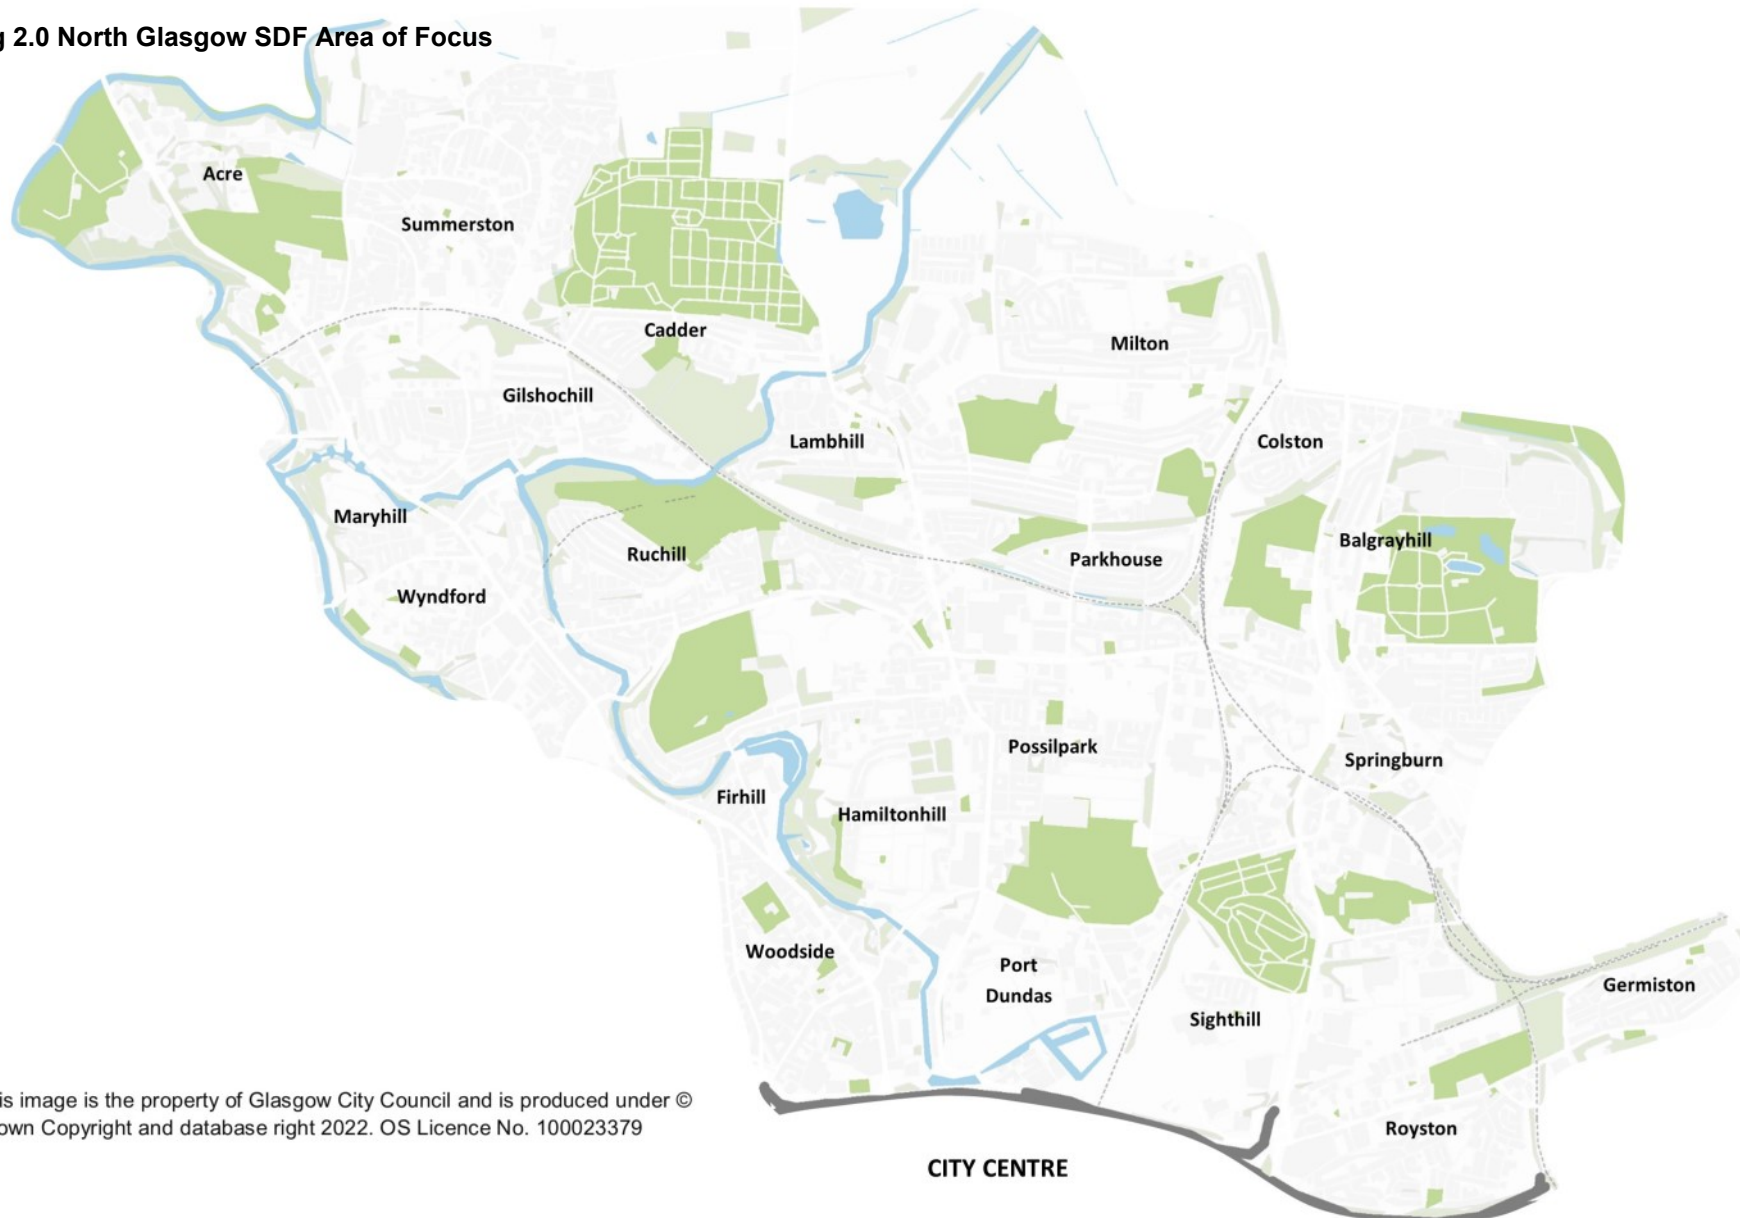 g 2.0 North Glasgow SDF Area of Focus
Acre
Summerston
Cadder
Milton
Gilshochill
Lambhill
Colston
Maryhill
Balgrayhill
Ruchill
Parkhouse
Wyndford
Possilpark
Springburn
Firhill
Hamiltonhill
Woodside
Port
Dundas
Germiston
Sighthill
is image is the property of Glasgow City Council and is produced under ©
own Copyright and database right 2022. OS Licence No. 100023379
Royston
CITY CENTRE